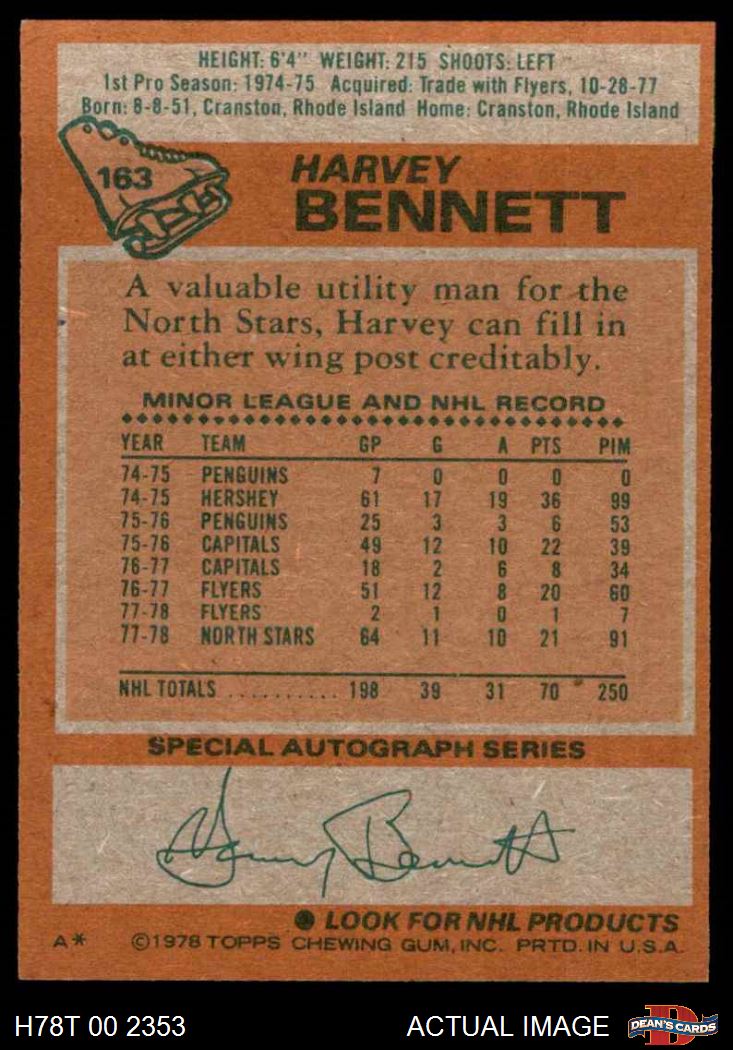 HEIGHT: 6'4" WEIGHT: 215 SHOOTS: LEFT
1st Pro Season: 1974-75 Acquired: Trade with Flyers, 10-28-77
Born: 8-8-51, Cranston, Rhode Island Home: Cranston, Rhode Island
163
HARVEY
BENNETT
A valuable utility man for the
North Stars, Harvey can fill in
at either wing post creditably.
MINOR LEAGUE AND NHL RECORD
YEAR TEAM GP G A PTS PIM
74-75 PENGUINS 7 0 0 0 0
74-75 HERSHEY 61 17 19 36 99
75-76 PENGUINS 25 3 3 6 53
75-76 CAPITALS 49 12 10 22 39
76-77 CAPITALS 18 2 6 8 34
76-77 FLYERS 51 12 8 20 60
77-78 FLYERS 2 1 0 1 7
77-78 NORTH STARS 64 11 10 21 91
NHL TOTALS .......... 198 39 31 70 250
SPECIAL AUTOGRAPH SERIES
Harvey Bennett
LOOK FOR NHL PRODUCTS
A* ©1978 TOPPS CHEWING GUM, INC. PRTD. IN U.S.A.
H78T 00 2353 ACTUAL IMAGE D DEAN'S CARDS